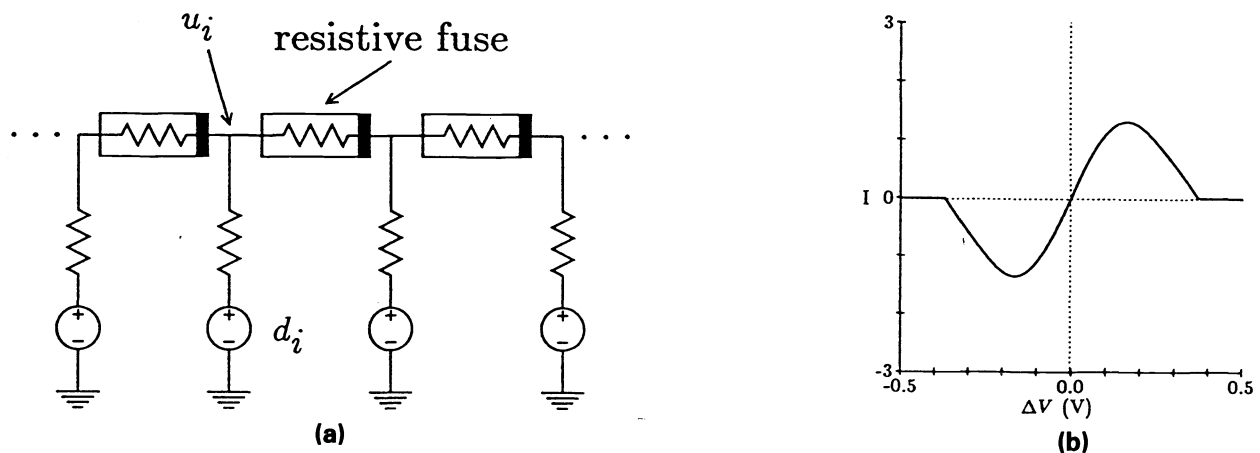 u_i
resistive fuse
d_i
(a)
3
I 0
-3
-0.5 0.0 0.5
ΔV (V)
(b)